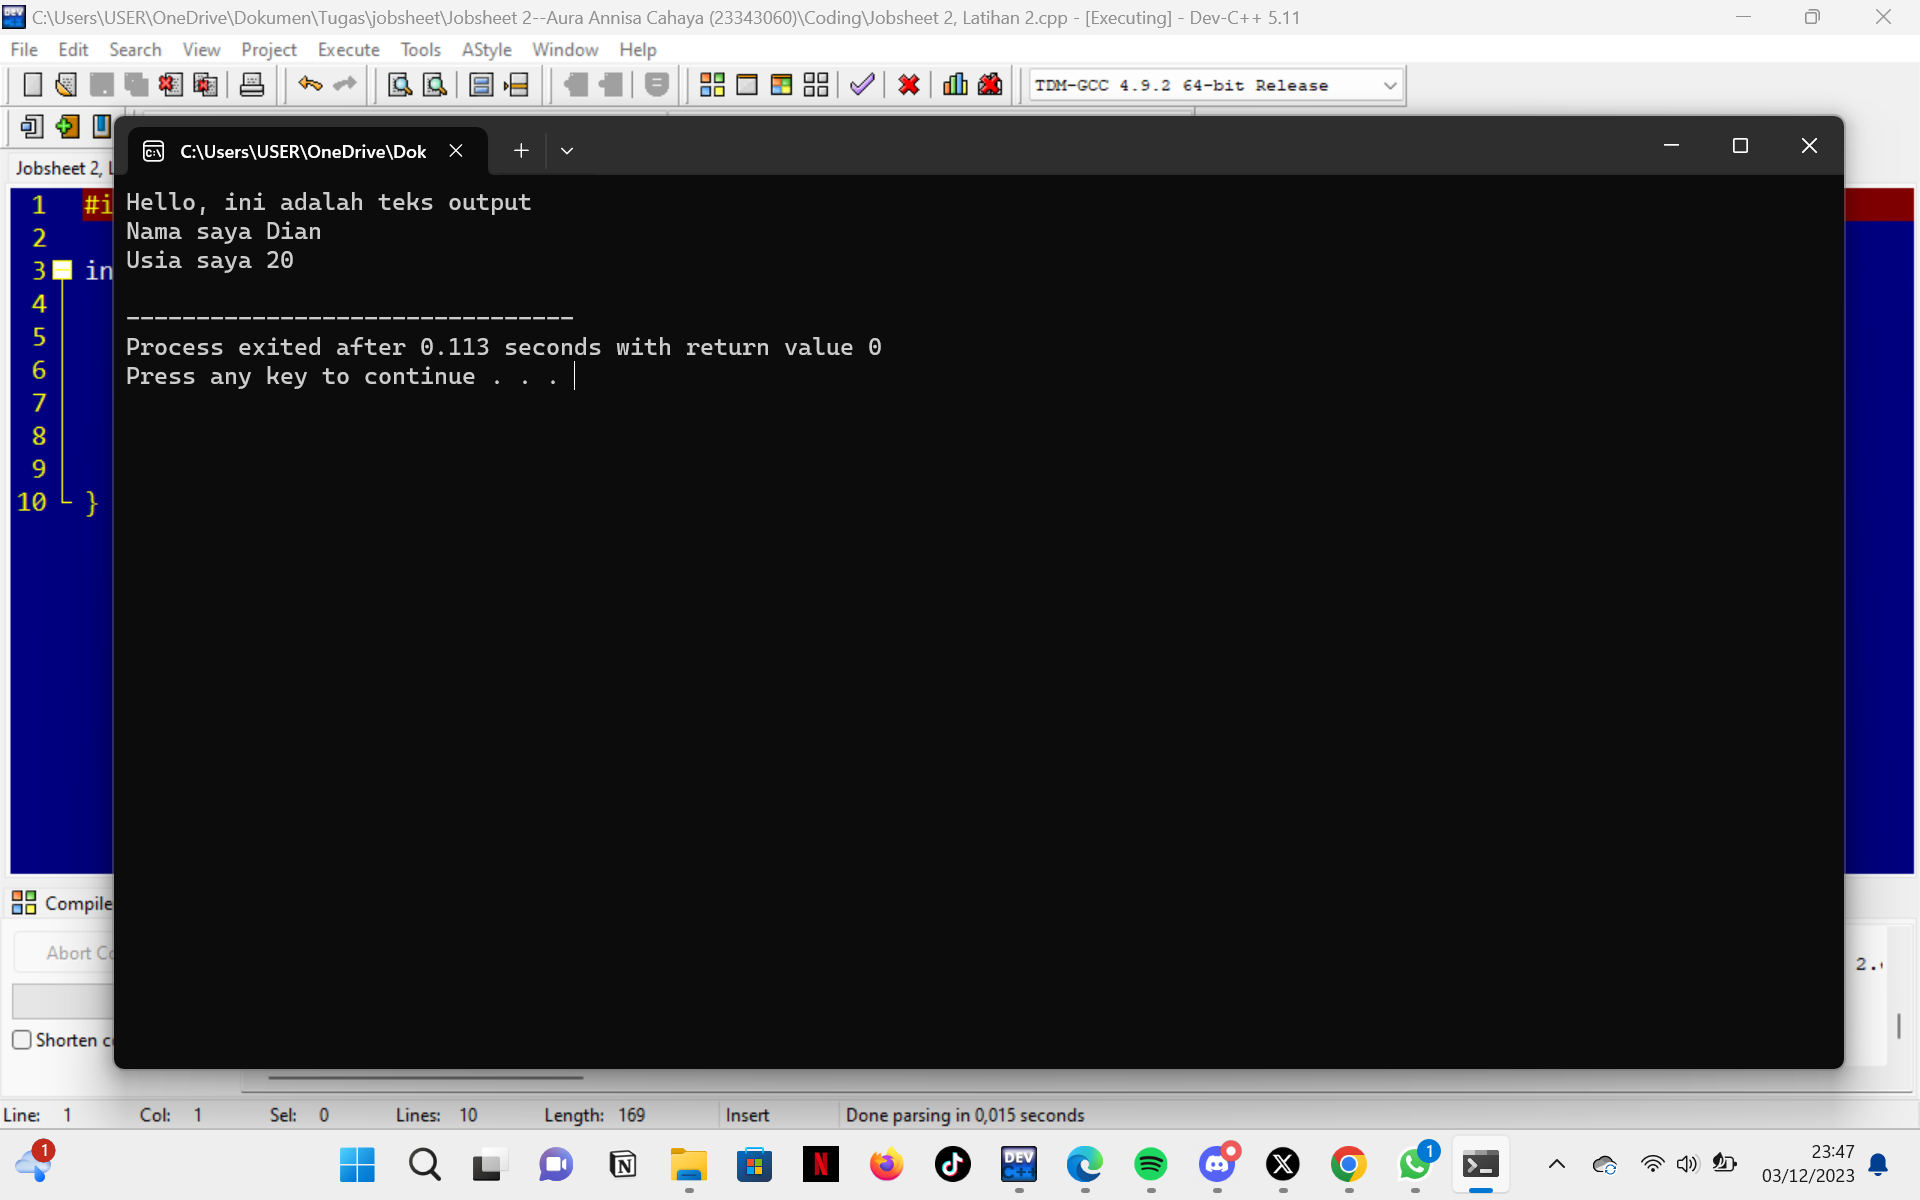 C:\Users\USER\OneDrive\Dokumen\Tugas\jobsheet\Jobsheet 2--Aura Annisa Cahaya (23343060)\Coding\Jobsheet 2, Latihan 2.cpp - [Executing] - Dev-C++ 5.11
File Edit Search View Project Execute Tools AStyle Window Help
TDM-GCC 4.9.2 64-bit Release
C:\Users\USER\OneDrive\Dok
Jobsheet 2,
1 #i
2
3 in
4
5
6
7
8
9
10 }
Hello, ini adalah teks output
Nama saya Dian
Usia saya 20
--------------------------------
Process exited after 0.113 seconds with return value 0
Press any key to continue . . .
Compile
Abort
2.
Shorten
Line: 1 Col: 1 Sel: 0 Lines: 10 Length: 169 Insert Done parsing in 0,015 seconds
1
DEV
C++
1
23:47
03/12/2023